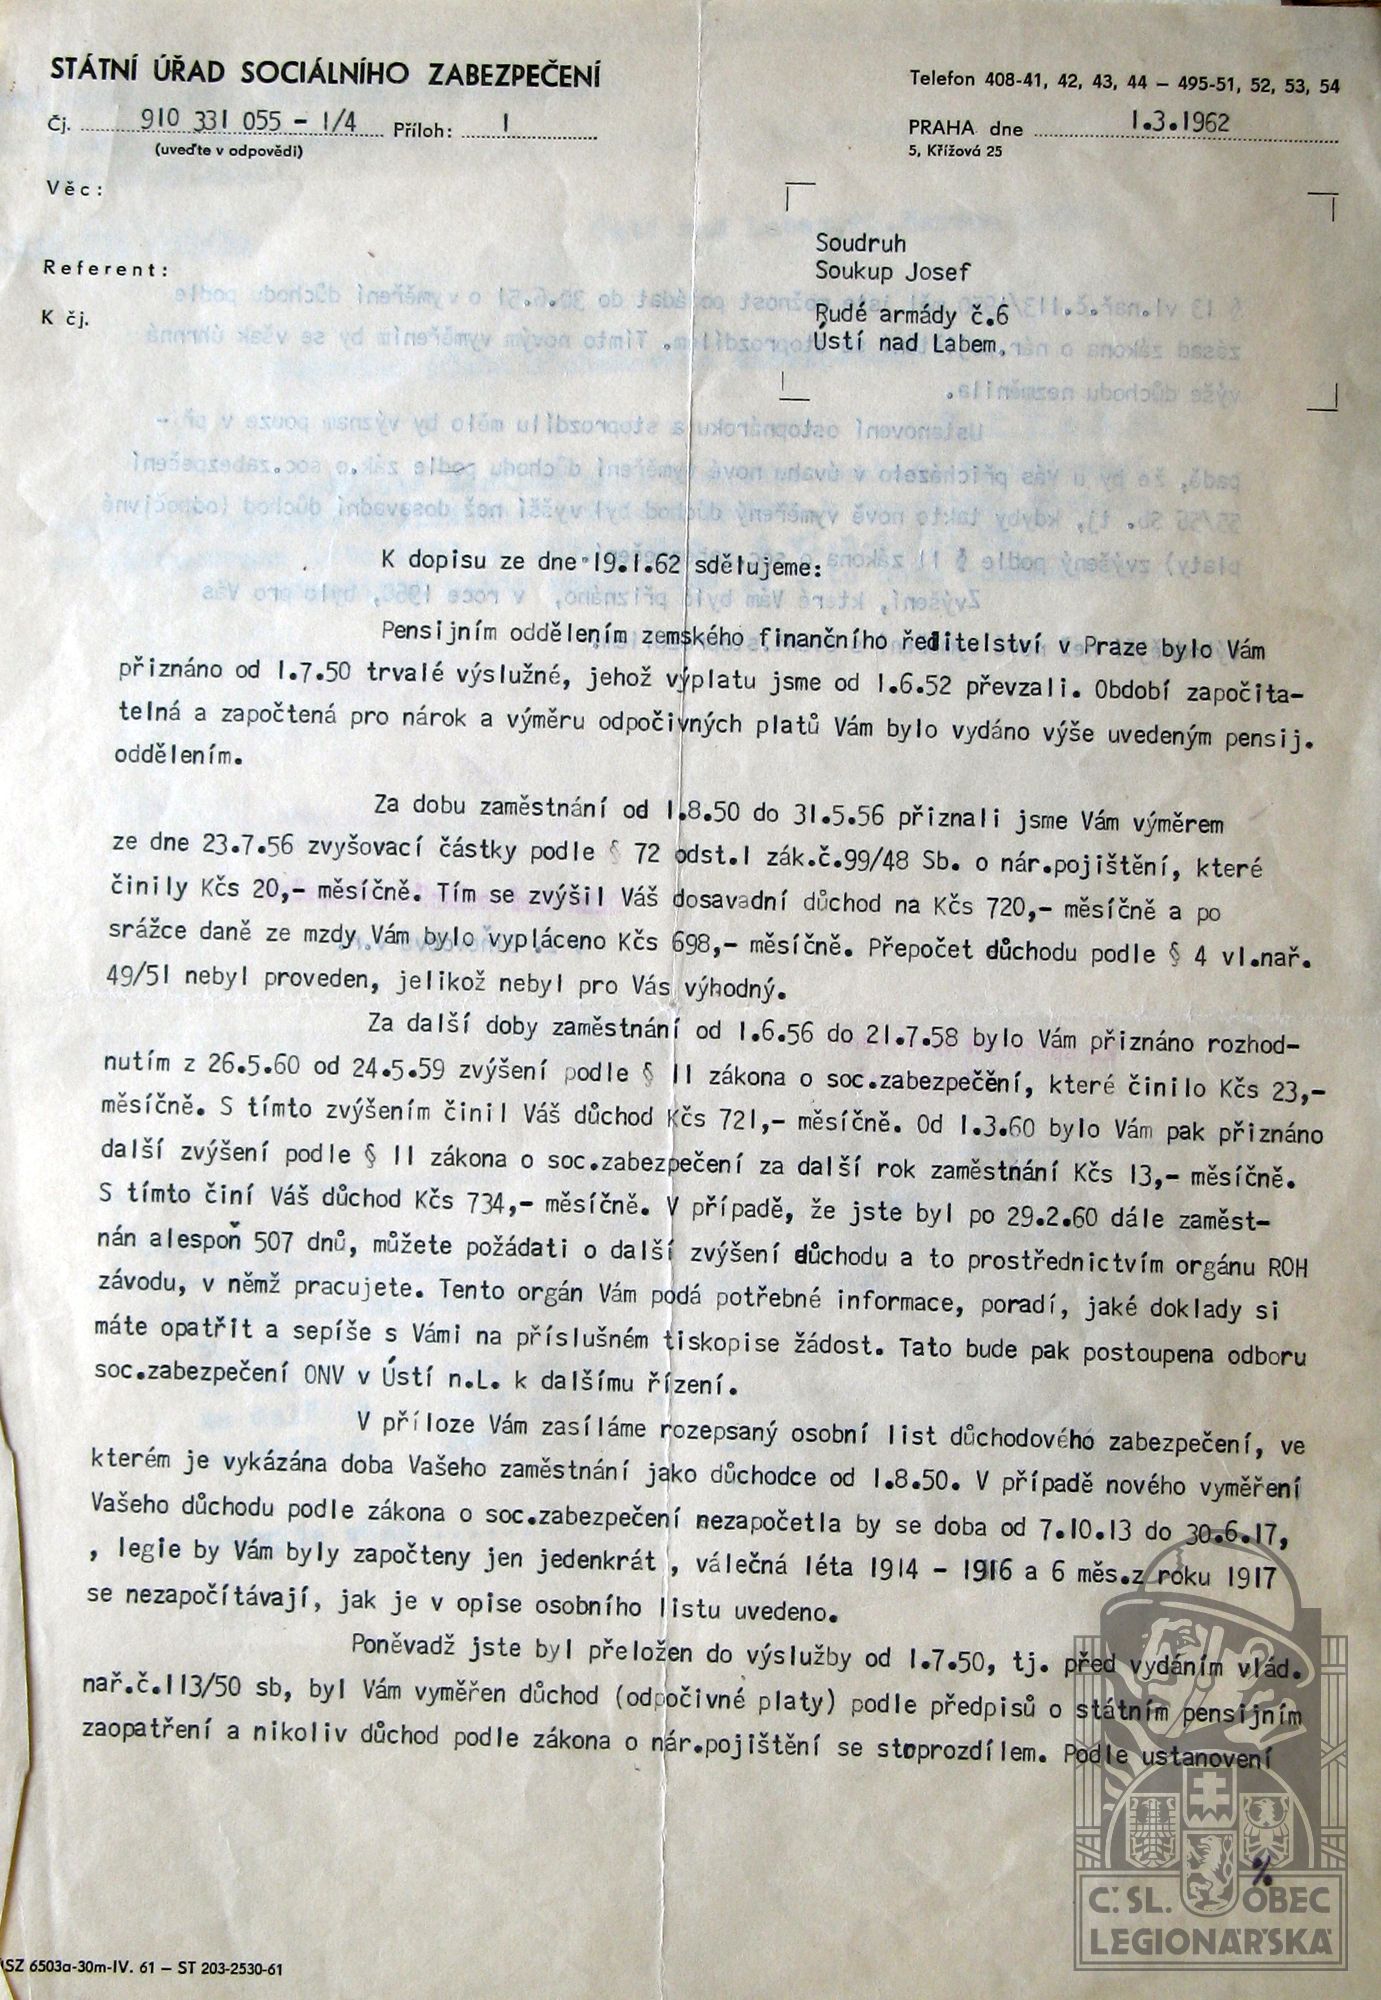 STÁTNÍ ÚŘAD SOCIÁLNÍHO ZABEZPEČENÍ
Telefon 408-41, 42, 43, 44 – 495-51, 52, 53, 54
Čj. 910 331 055 – 1/4 Příloh: 1
PRAHA dne 1.3.1962
(uveďte v odpovědi)
5, Křížová 25
Věc:
Referent:
K čj.
Soudruh
Soukup Josef
Rudé armády č.6
Ústí nad Labem.
K dopisu ze dne 19.1.62 sdělujeme:
Pensijním oddělením zemského finančního ředitelství v Praze bylo Vám
přiznáno od 1.7.50 trvalé výslužné, jehož výplatu jsme od 1.6.52 převzali. Období započita-
telná a započtená pro nárok a výměru odpočivných platů Vám bylo vydáno výše uvedeným pensij.
oddělením.
Za dobu zaměstnání od 1.8.50 do 31.5.56 přiznali jsme Vám výměrem
ze dne 23.7.56 zvyšovací částky podle § 72 odst.1 zák.č.99/48 Sb. o nár.pojištění, které
činily Kčs 20,- měsíčně. Tím se zvýšil Váš dosavadní důchod na Kčs 720,- měsíčně a po
srážce daně ze mzdy Vám bylo vypláceno Kčs 698,- měsíčně. Přepočet důchodu podle § 4 vl.nař.
49/51 nebyl proveden, jelikož nebyl pro Vás výhodný.
Za další doby zaměstnání od 1.6.56 do 21.7.58 bylo Vám přiznáno rozhod-
nutím z 26.5.60 od 24.5.59 zvýšení podle § 11 zákona o soc.zabezpečění, které činilo Kčs 23,-
měsíčně. S tímto zvýšením činil Váš důchod Kčs 721,- měsíčně. Od 1.3.60 bylo Vám pak přiznáno
další zvýšení podle § 11 zákona o soc.zabezpečení za další rok zaměstnání Kčs 13,- měsíčně.
S tímto činí Váš důchod Kčs 734,- měsíčně. V případě, že jste byl po 29.2.60 dále zaměst-
nán alespoň 507 dnů, můžete požádati o další zvýšení důchodu a to prostřednictvím orgánu ROH
závodu, v němž pracujete. Tento orgán Vám podá potřebné informace, poradí, jaké doklady si
máte opatřit a sepíše s Vámi na příslušném tiskopise žádost. Tato bude pak postoupena odboru
soc.zabezpečení ONV v Ústí n.L. k dalšímu řízení.
V příloze Vám zasíláme rozepsaný osobní list důchodového zabezpečení, ve
kterém je vykázána doba Vašeho zaměstnání jako důchodce od 1.8.50. V případě nového vyměření
Vašeho důchodu podle zákona o soc.zabezpečení nezapočetla by se doba od 7.10.13 do 30.6.17,
, legie by Vám byly započteny jen jedenkrát , válečná léta 1914 - 1916 a 6 měs.z roku 1917
se nezapočítávají, jak je v opise osobního listu uvedeno.
Poněvadž jste byl přeložen do výslužby od 1.7.50, tj. před vydáním vlád.
nař.č.113/50 sb, byl Vám vyměřen důchod (odpočivné platy) podle předpisů o státním pensijním
zaopatření a nikoliv důchod podle zákona o nár.pojištění se stoprozdílem. Podle ustanovení
%
Č.SL. OBEC
LEGIONÁŘSKÁ
SZ 6503a-30m-IV. 61 – ST 203-2530-61